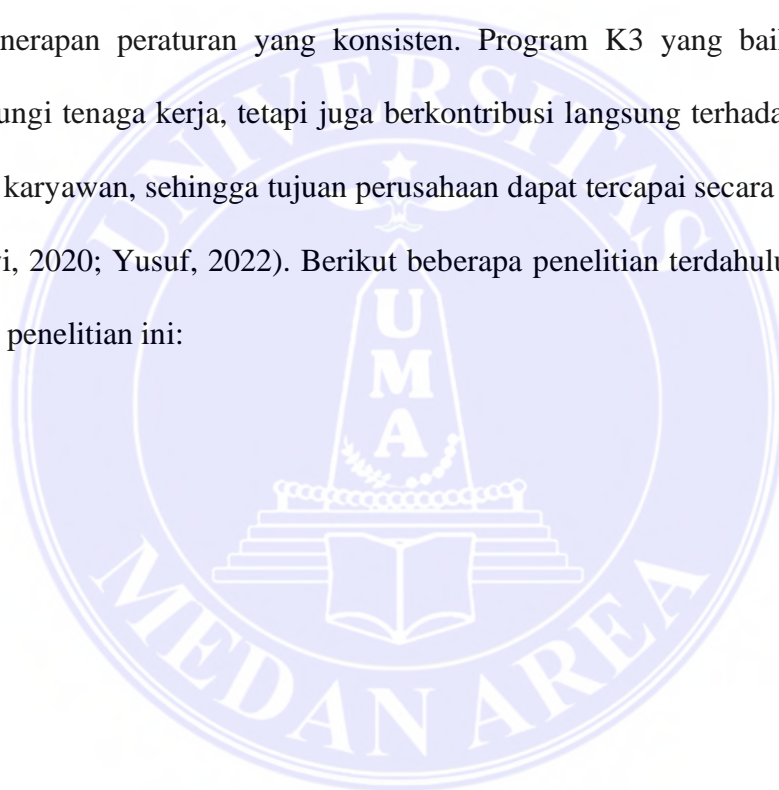 nerapan peraturan yang konsisten. Program K3 yang bai
ungi tenaga kerja, tetapi juga berkontribusi langsung terhada
karyawan, sehingga tujuan perusahaan dapat tercapai secara
i, 2020; Yusuf, 2022). Berikut beberapa penelitian terdahulu
penelitian ini:
UNIVERSITAS
UMA
MEDAN AREA